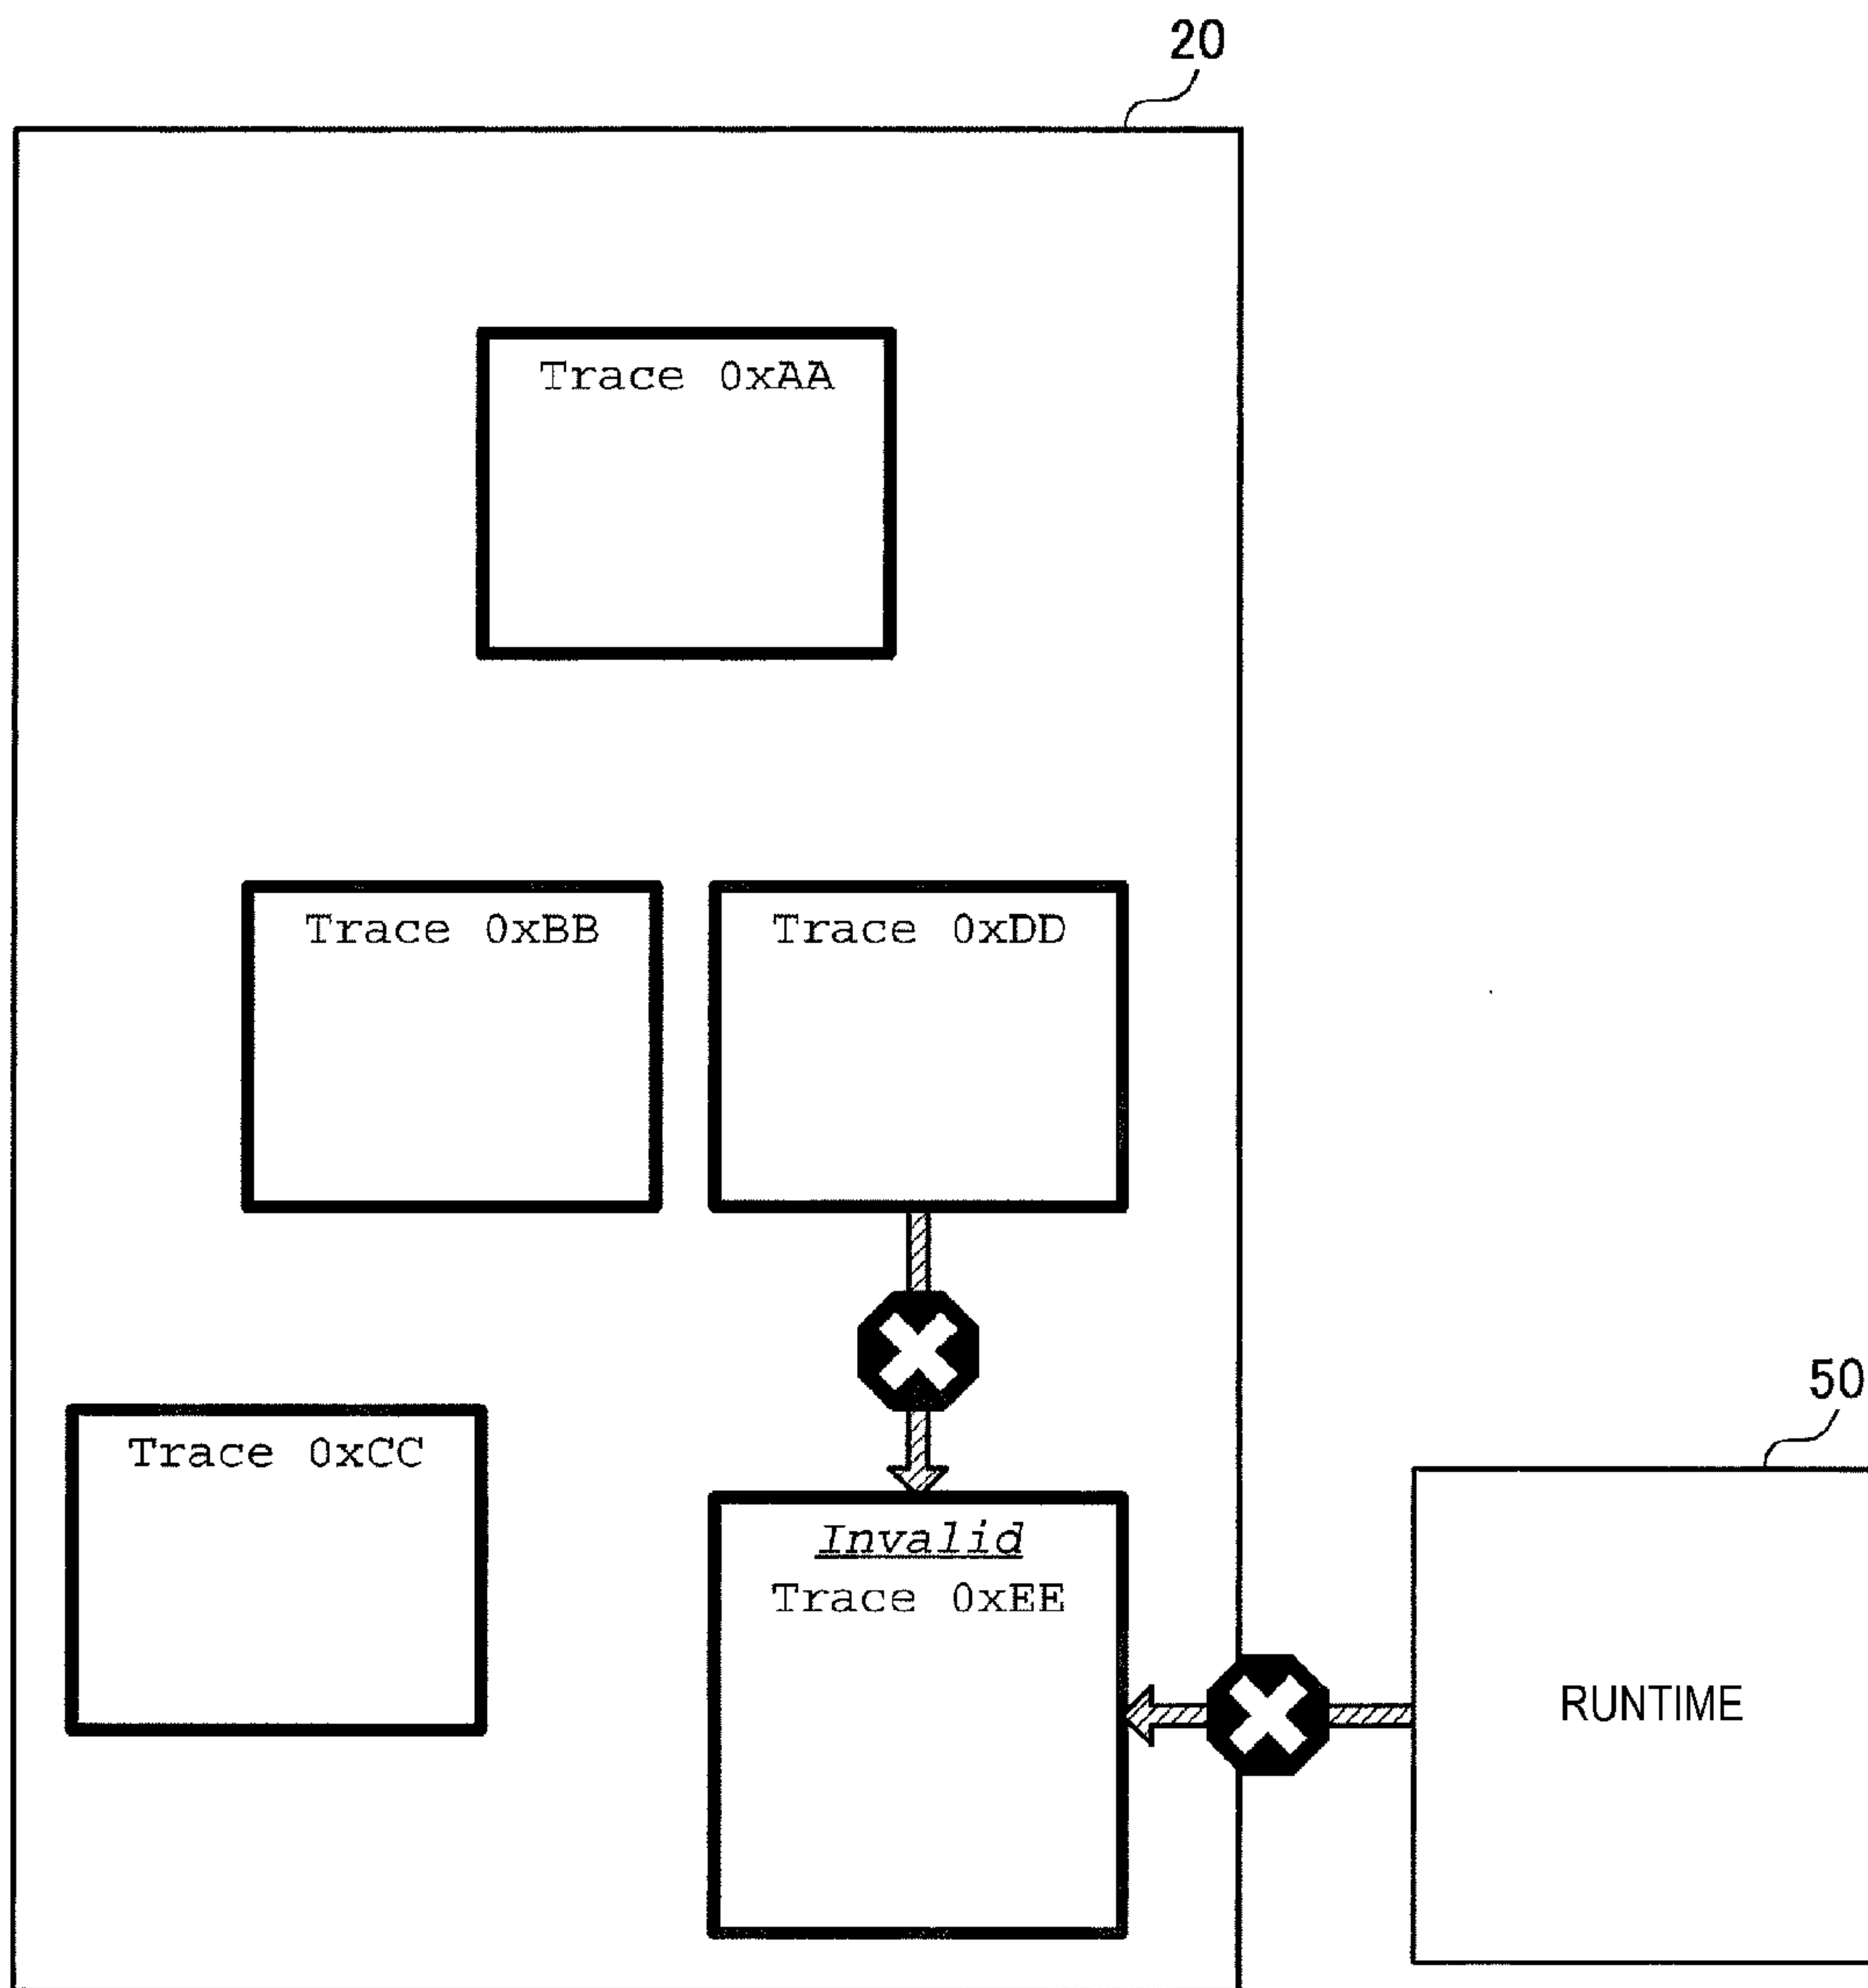 20
Trace 0xAA
Trace 0xBB
Trace 0xDD
Trace 0xCC
Invalid
Trace 0xEE
50
RUNTIME